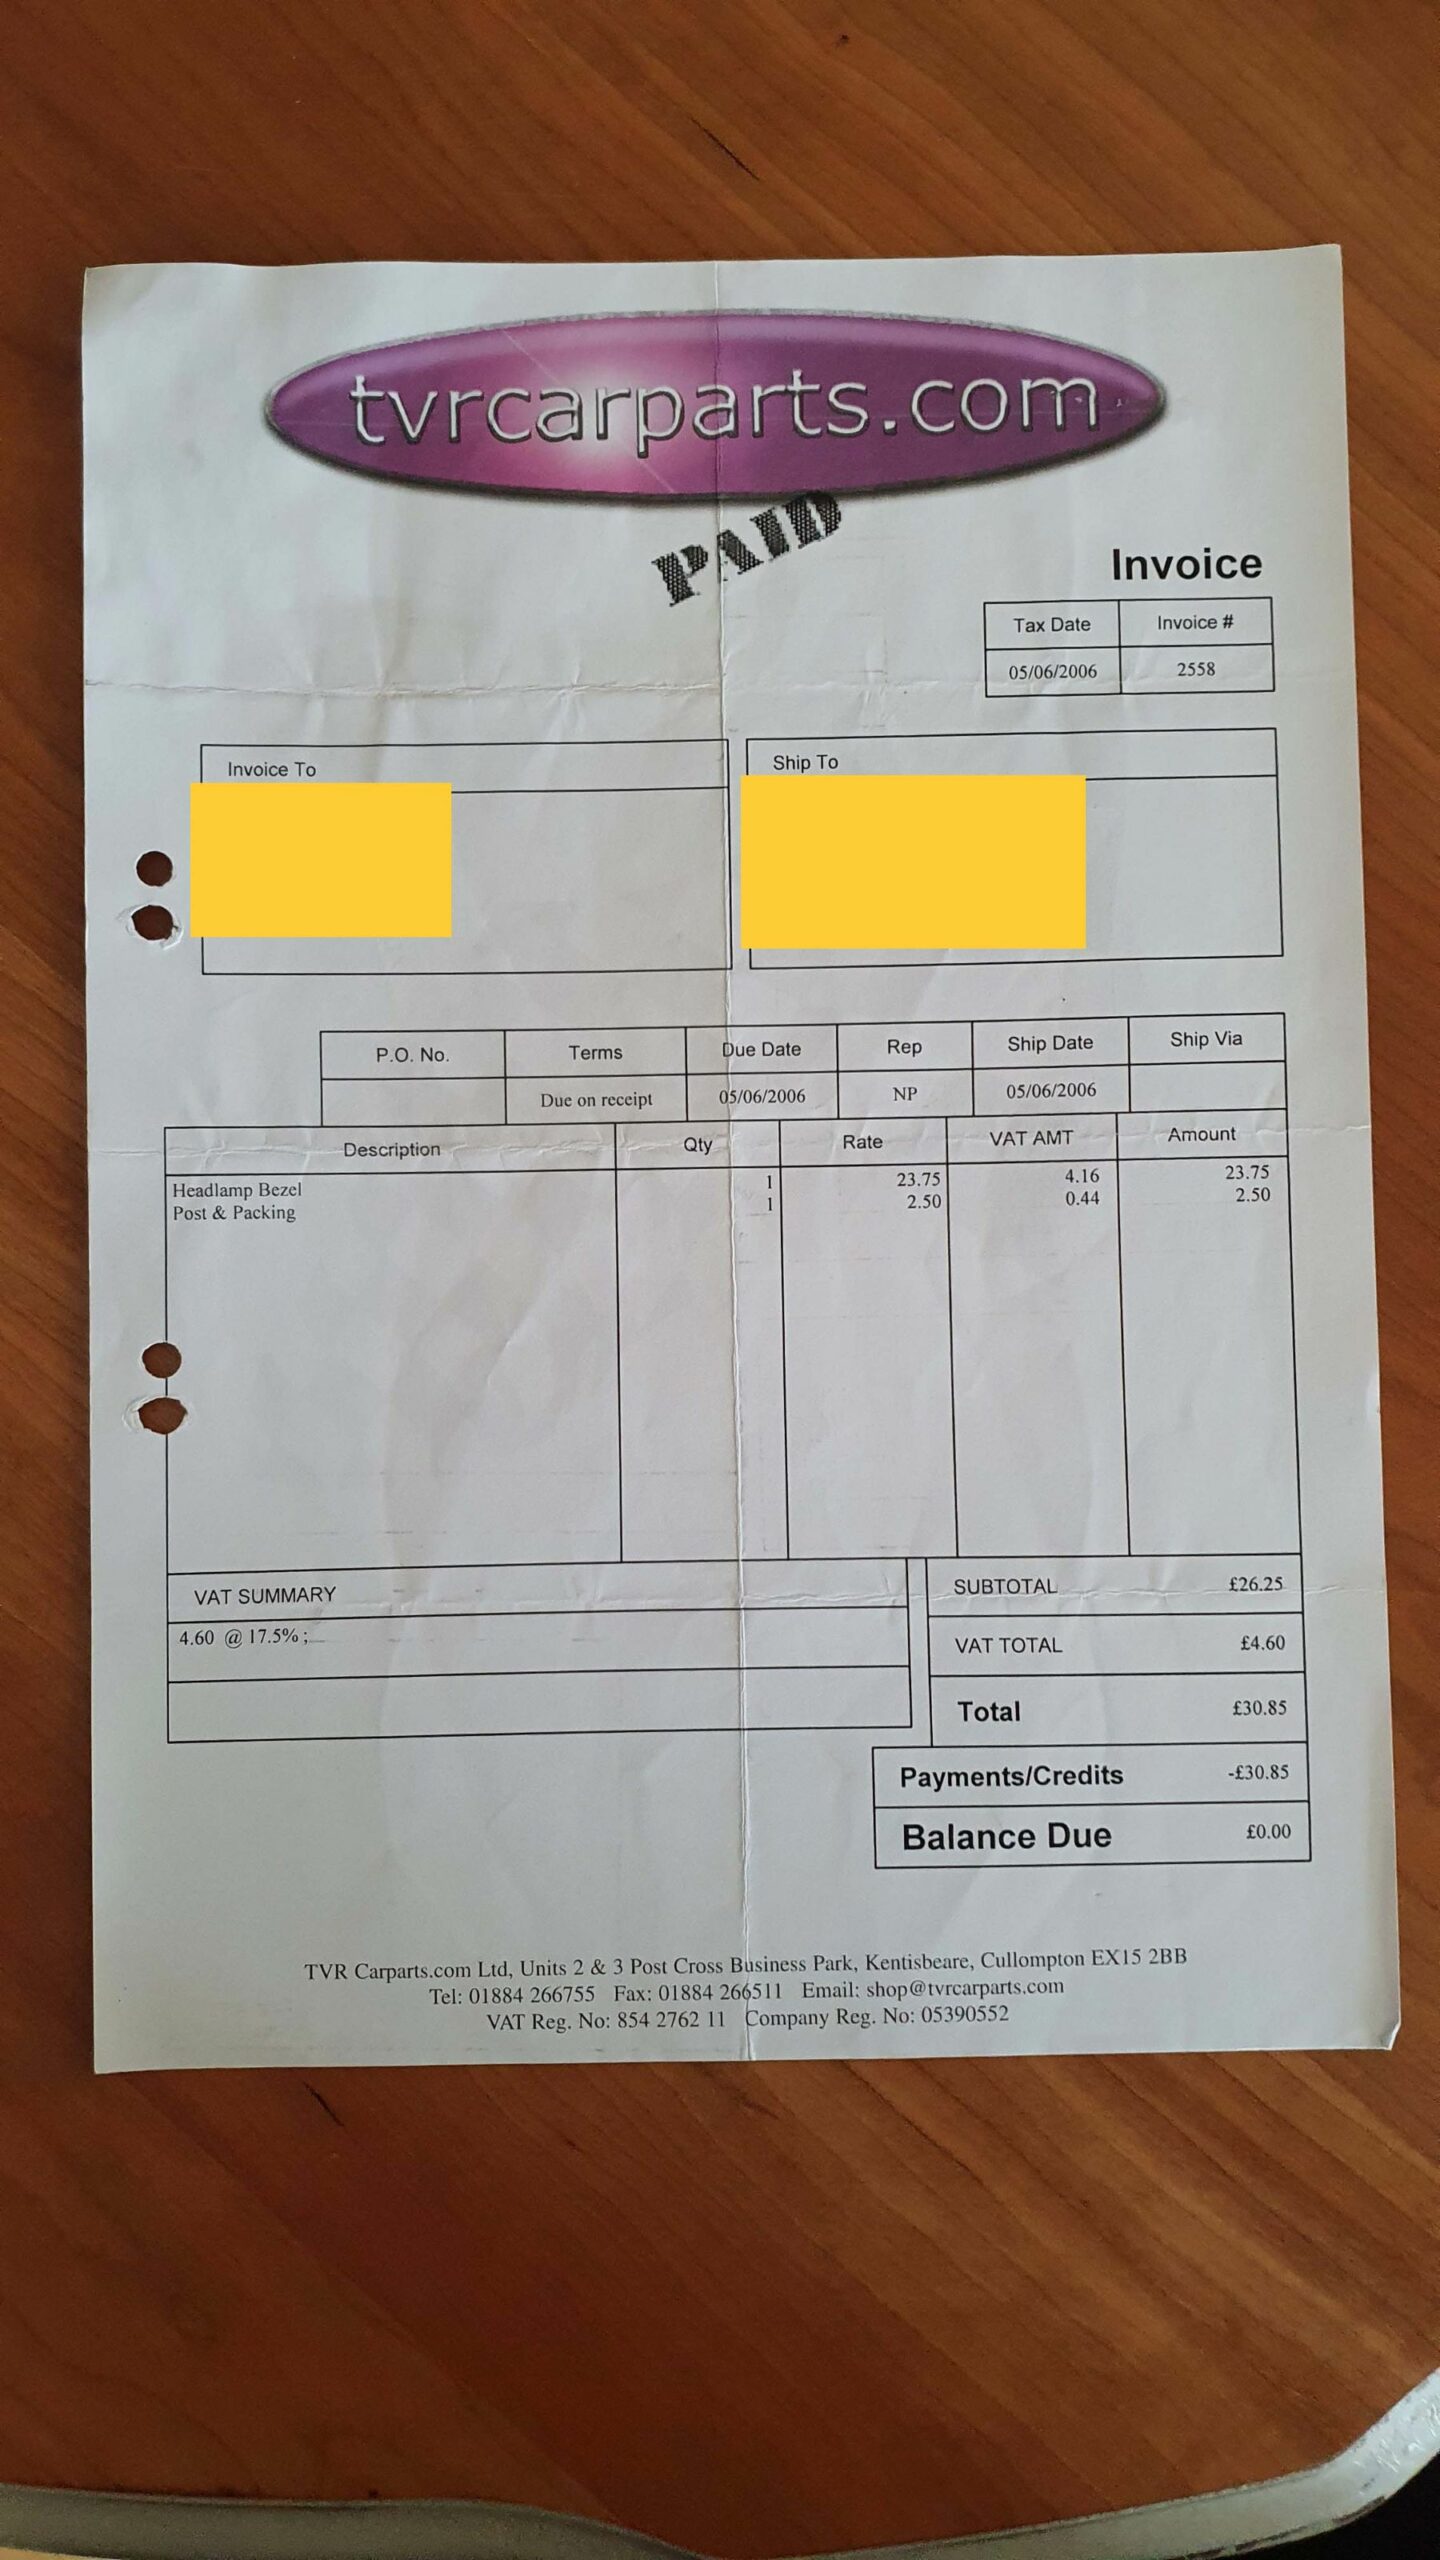 tvrcarparts.com
PAID
Invoice
Tax Date Invoice #
05/06/2006 2558
Invoice To
Ship To
P.O. No. Terms Due Date Rep Ship Date Ship Via
Due on receipt 05/06/2006 NP 05/06/2006
Description Qty Rate VAT AMT Amount
Headlamp Bezel 1 23.75 4.16 23.75
Post & Packing 1 2.50 0.44 2.50
VAT SUMMARY
4.60 @ 17.5% ;
SUBTOTAL £26.25
VAT TOTAL £4.60
Total £30.85
Payments/Credits -£30.85
Balance Due £0.00
TVR Carparts.com Ltd, Units 2 & 3 Post Cross Business Park, Kentisbeare, Cullompton EX15 2BB
Tel: 01884 266755 Fax: 01884 266511 Email: shop@tvrcarparts.com
VAT Reg. No: 854 2762 11 Company Reg. No: 05390552